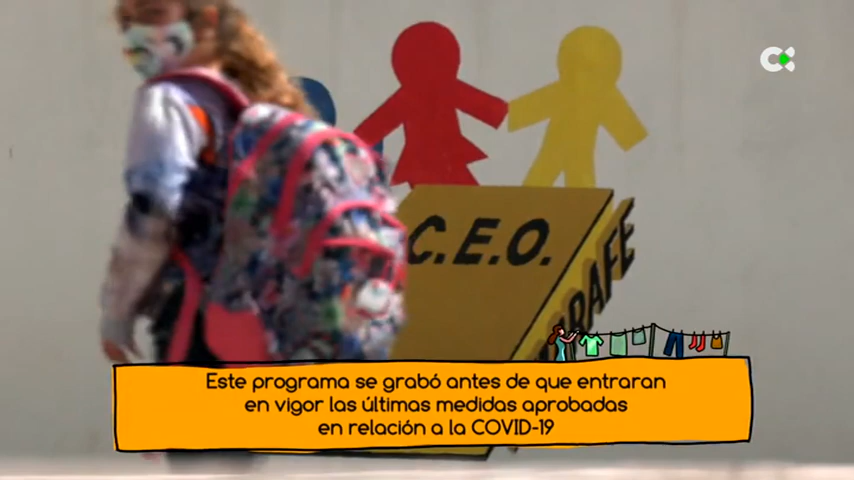 C.E.O.
ARAFE
Este programa se grabó antes de que entraran
en vigor las últimas medidas aprobadas
en relación a la COVID-19